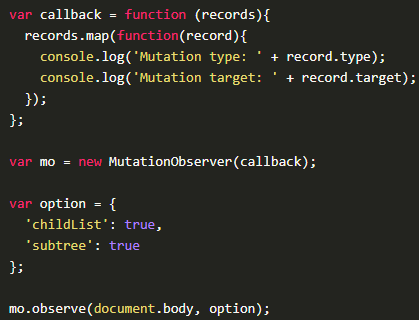 var callback = function (records){
  records.map(function(record){
    console.log('Mutation type: ' + record.type);
    console.log('Mutation target: ' + record.target);
  });
};

var mo = new MutationObserver(callback);

var option = {
  'childList': true,
  'subtree': true
};

mo.observe(document.body, option);